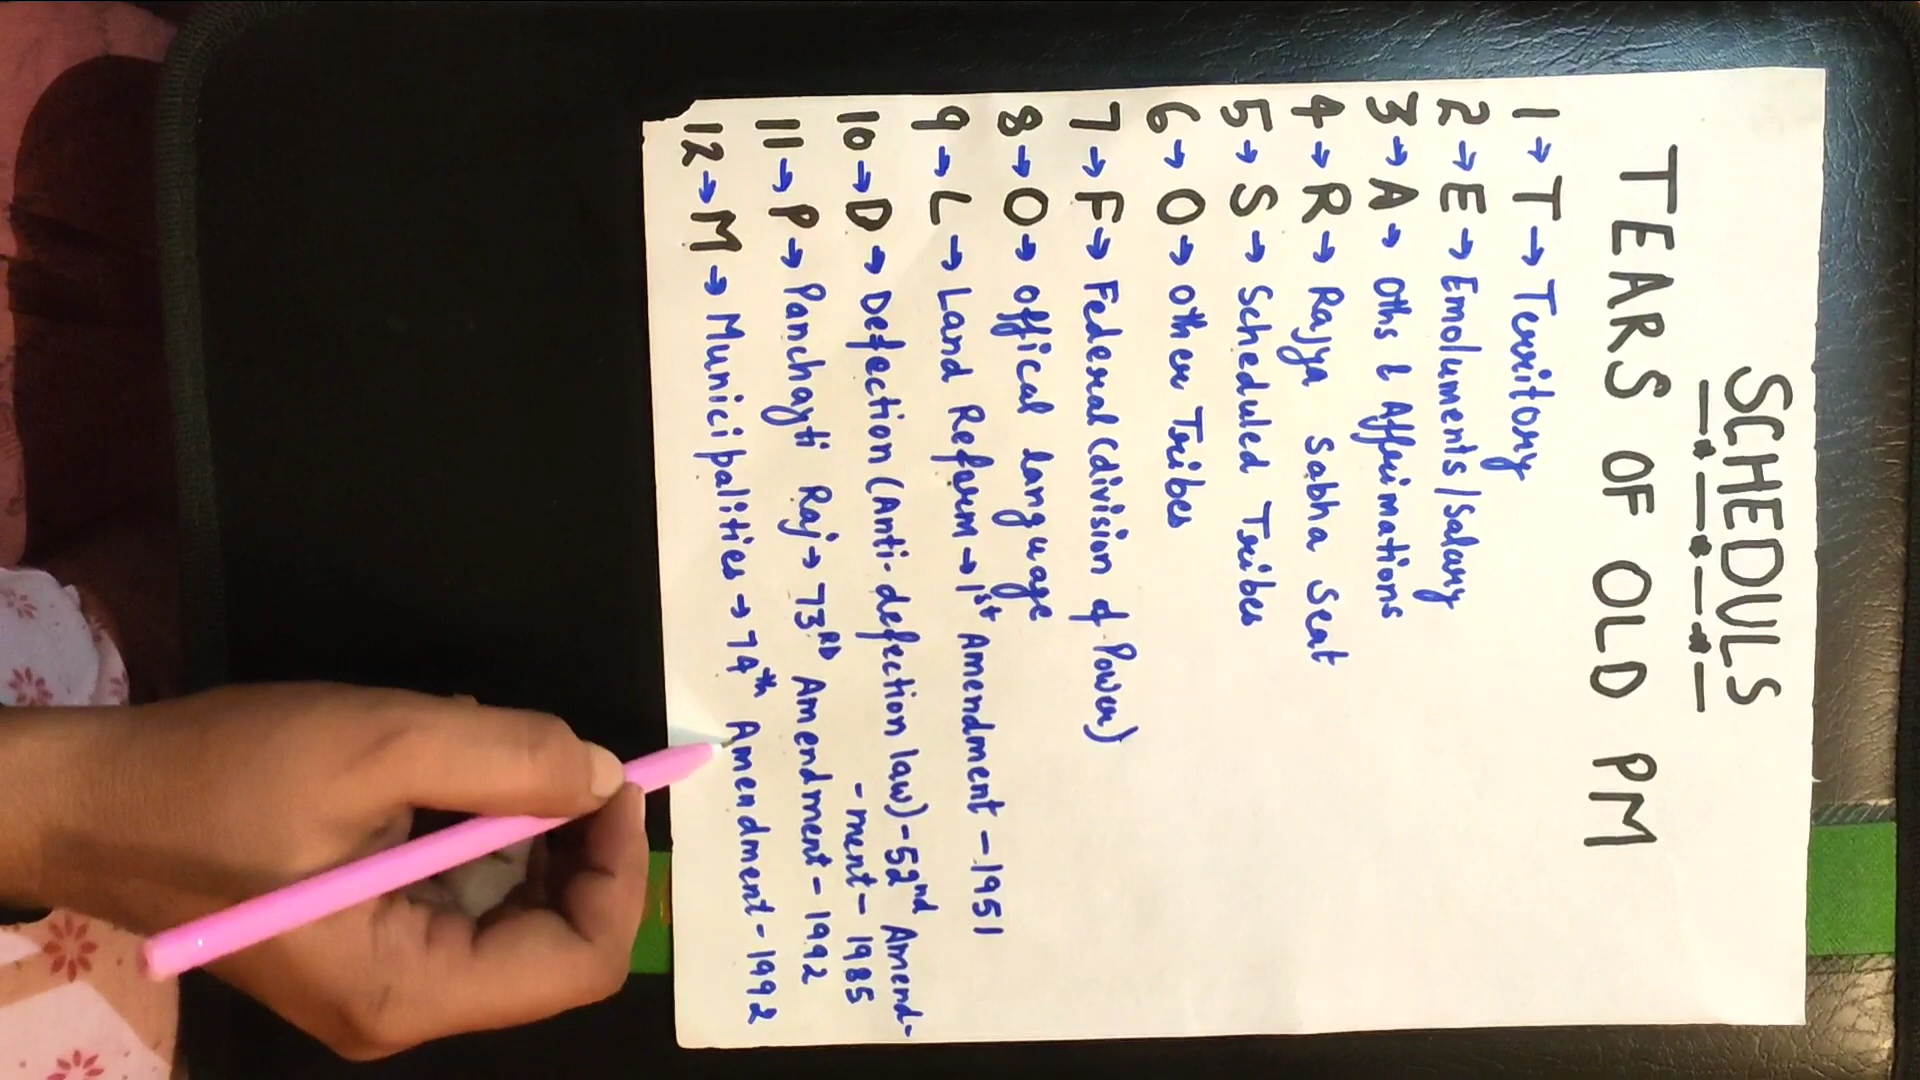 SCHEDULS
TEARS OF OLD PM
1 → T → Territory
2 → E → Emoluments/Salary
3 → A → Oths & Affrimations
4 → R → Rajya Sabha Seat
5 → S → Scheduled Tribes
6 → O → Other Tribes
7 → F → Federal (division of Power)
8 → O → Offical language
9 → L → Land Reform → 1st Amendment - 1951
10 → D → Defection (Anti-defection law) - 52nd Amend-
-ment - 1985
11 → P → Panchayti Raj → 73RD Amendment - 1992
12 → M → Municipalities → 74th Amendment - 1992